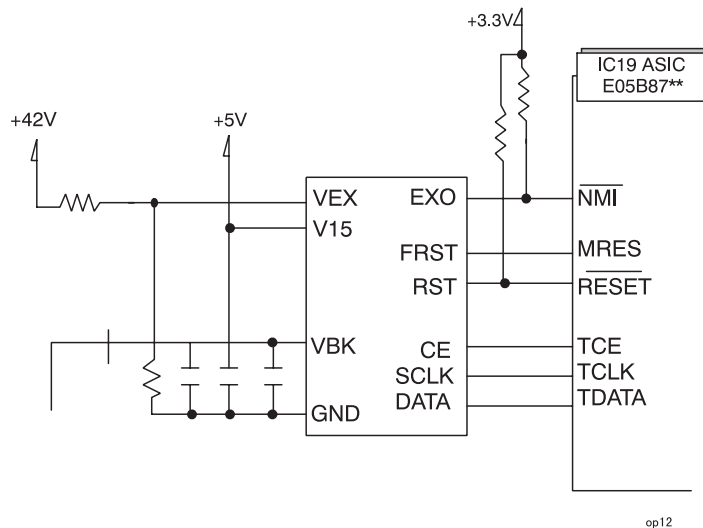 +3.3V
IC19 ASIC
E05B87**
+42V
+5V
VEX
EXO
NMI
V15
FRST
MRES
RST
RESET
VBK
CE
TCE
SCLK
TCLK
DATA
TDATA
GND
op12